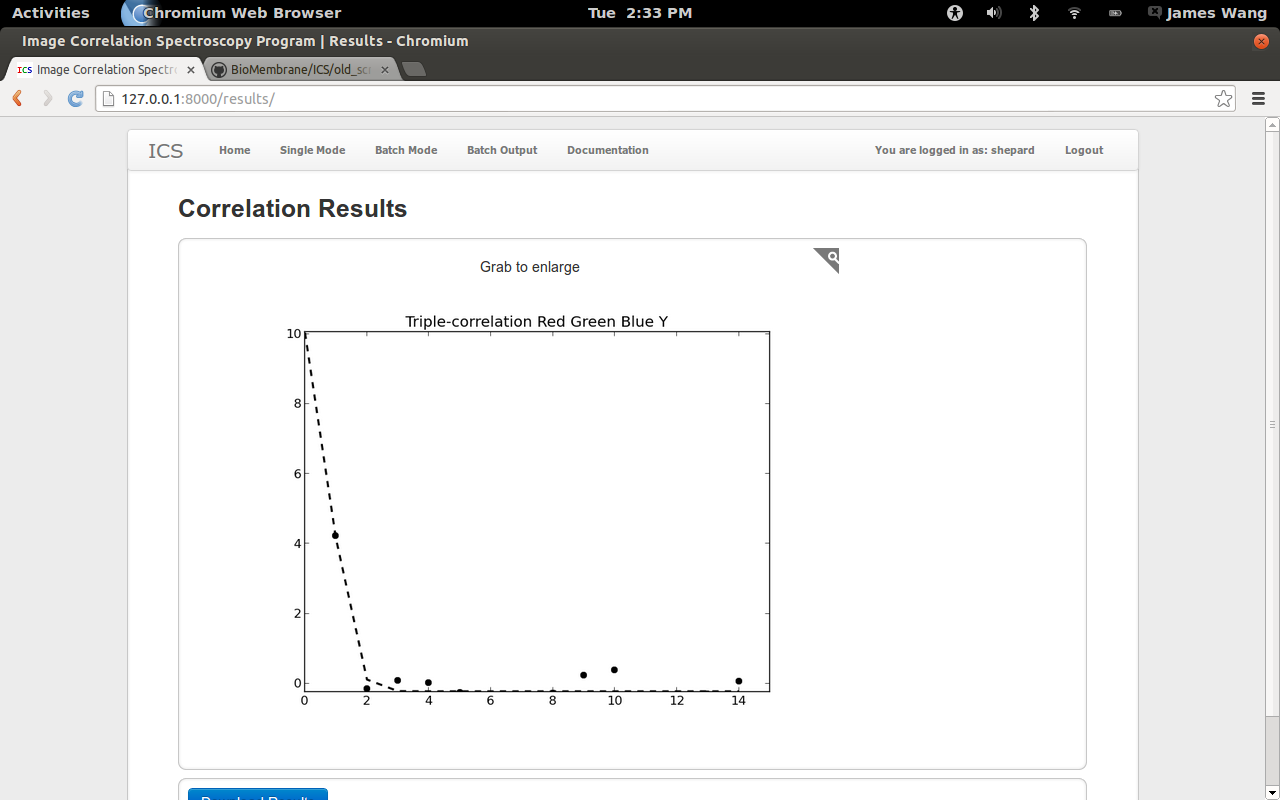 Activities Chromium Web Browser Tue 2:33 PM James Wang
Image Correlation Spectroscopy Program | Results - Chromium
ICS Image Correlation Spectr BioMembrane/ICS/old_sc
127.0.0.1:8000/results/
ICS Home Single Mode Batch Mode Batch Output Documentation You are logged in as: shepard Logout
Correlation Results
Grab to enlarge
Triple-correlation Red Green Blue Y
10
8
6
4
2
0
0 2 4 6 8 10 12 14
Download Results